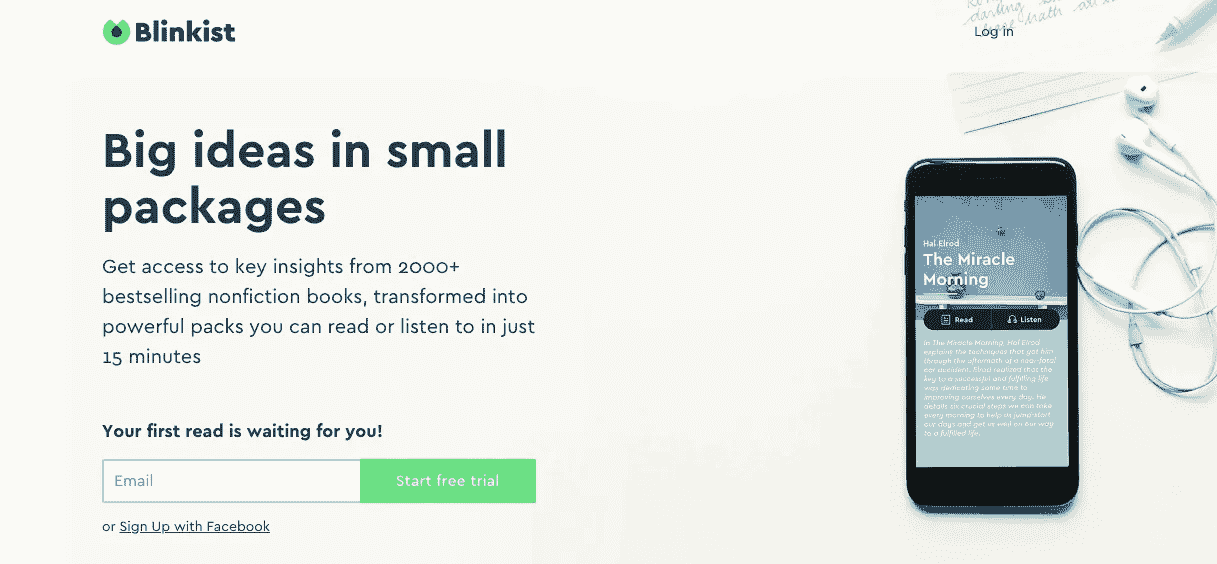 Blinkist
Log in
Big ideas in small
packages
Get access to key insights from 2000+
bestselling nonfiction books, transformed into
powerful packs you can read or listen to in just
15 minutes
Your first read is waiting for you!
Email
Start free trial
or Sign Up with Facebook
Hal Elrod
The Miracle
Morning
Read
Listen
In The Miracle Morning, Hal Elrod
explains the techniques that got him
through the aftermath of a near-fatal
car accident. Elrod realized that the
key to a successful and fulfilling life
was dedicating some time to
improving ourselves every day. He
details six crucial steps we can take
every morning to help us jump-start
our days and get us well on our way
to a fulfilled life.